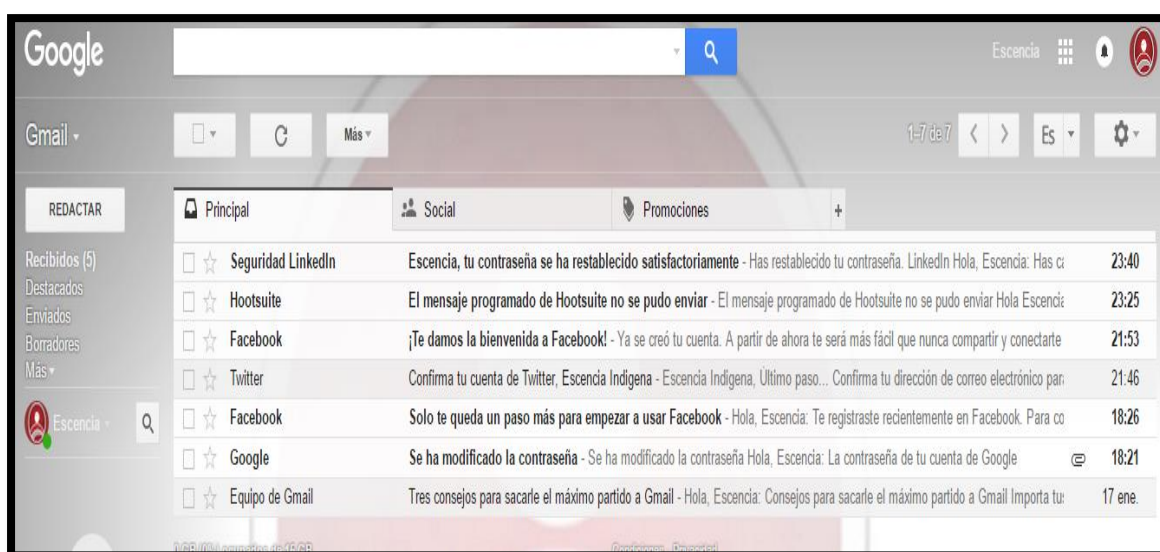 Google
Escencia
Gmail
Más
1–7 de 7
Es
REDACTAR
Principal
Social
Promociones
+
Recibidos (5)
Destacados
Enviados
Borradores
Más
Escencia
Seguridad LinkedIn Escencia, tu contraseña se ha restablecido satisfactoriamente - Has restablecido tu contraseña. LinkedIn Hola, Escencia: Has ca 23:40
Hootsuite El mensaje programado de Hootsuite no se pudo enviar - El mensaje programado de Hootsuite no se pudo enviar Hola Escencia 23:25
Facebook ¡Te damos la bienvenida a Facebook! - Ya se creó tu cuenta. A partir de ahora te será más fácil que nunca compartir y conectarte 21:53
Twitter Confirma tu cuenta de Twitter, Escencia Indigena - Escencia Indigena, Último paso... Confirma tu dirección de correo electrónico para 21:46
Facebook Solo te queda un paso más para empezar a usar Facebook - Hola, Escencia: Te registraste recientemente en Facebook. Para co 18:26
Google Se ha modificado la contraseña - Se ha modificado la contraseña Hola, Escencia: La contraseña de tu cuenta de Google 18:21
Equipo de Gmail Tres consejos para sacarle el máximo partido a Gmail - Hola, Escencia: Consejos para sacarle el máximo partido a Gmail Importa tus 17 ene.